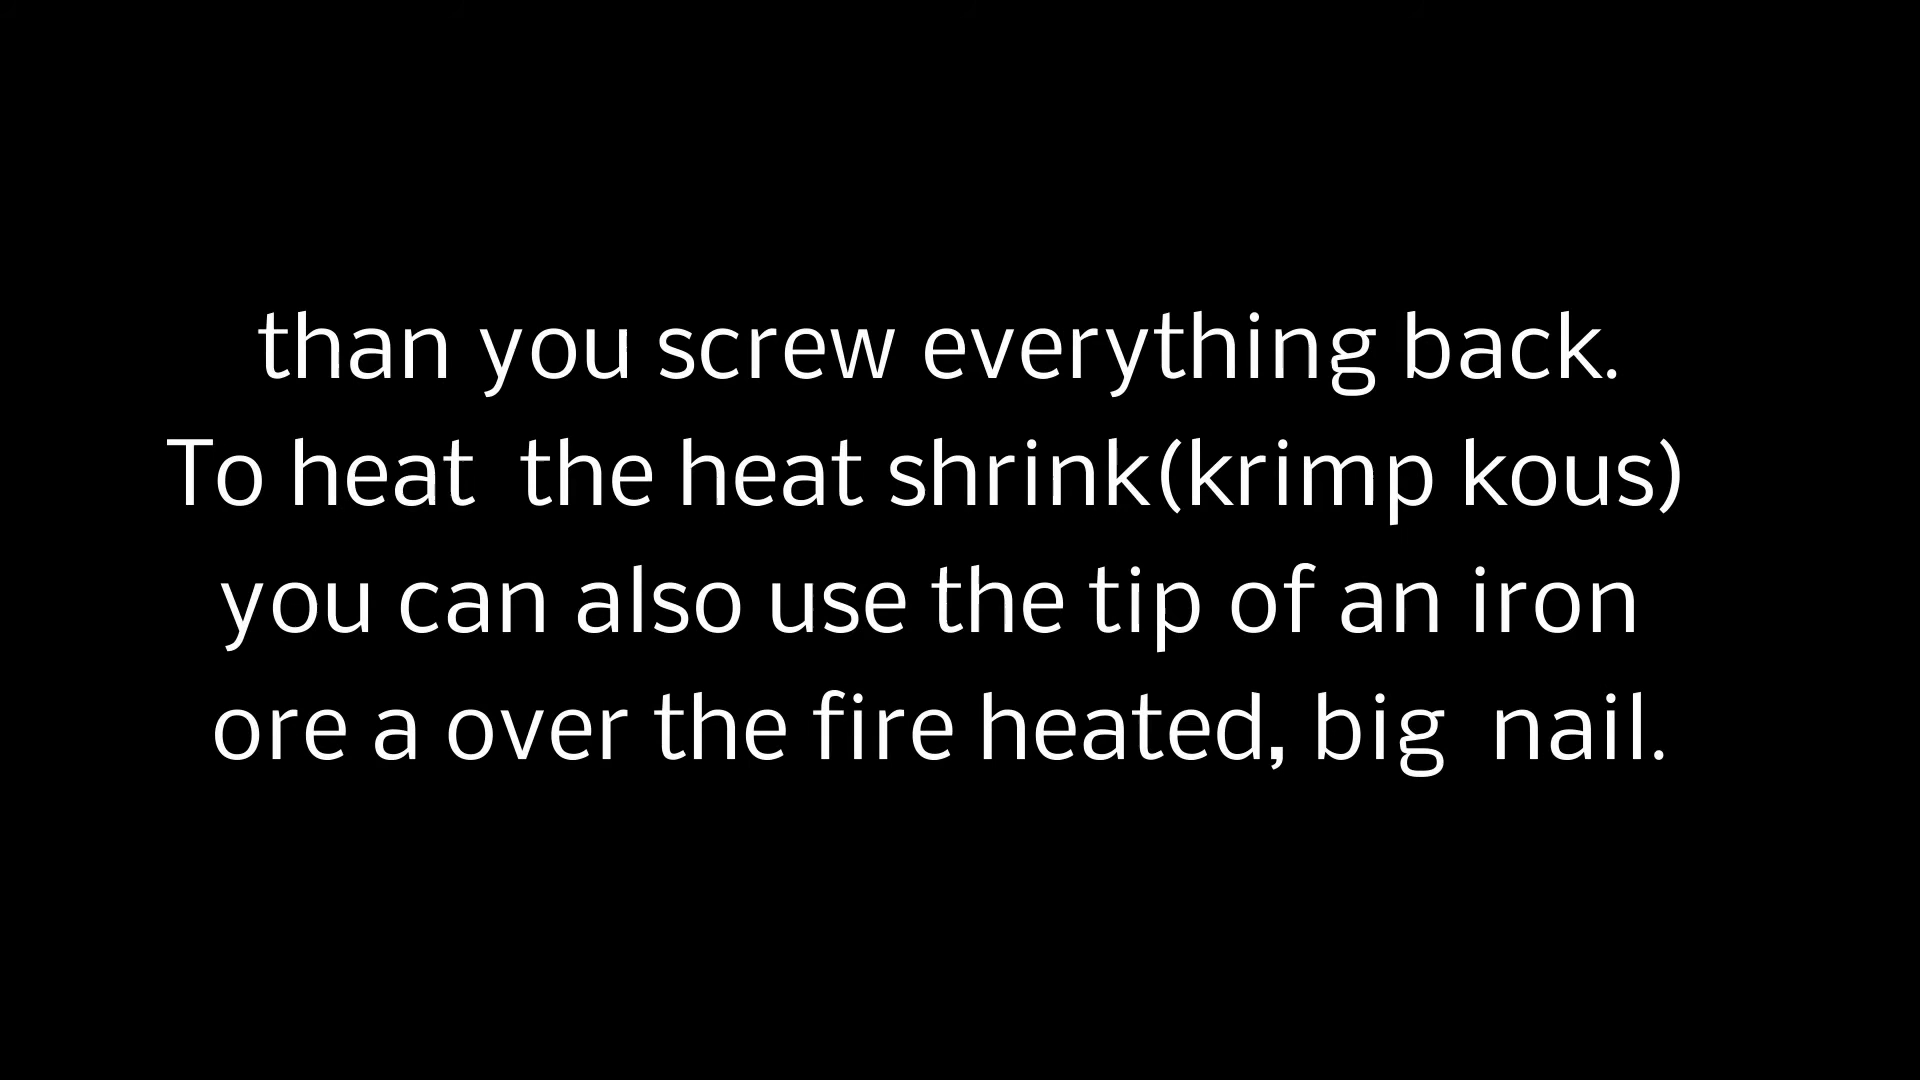 than you screw everything back.
To heat  the heat shrink(krimp kous)
you can also use the tip of an iron
ore a over the fire heated, big  nail.